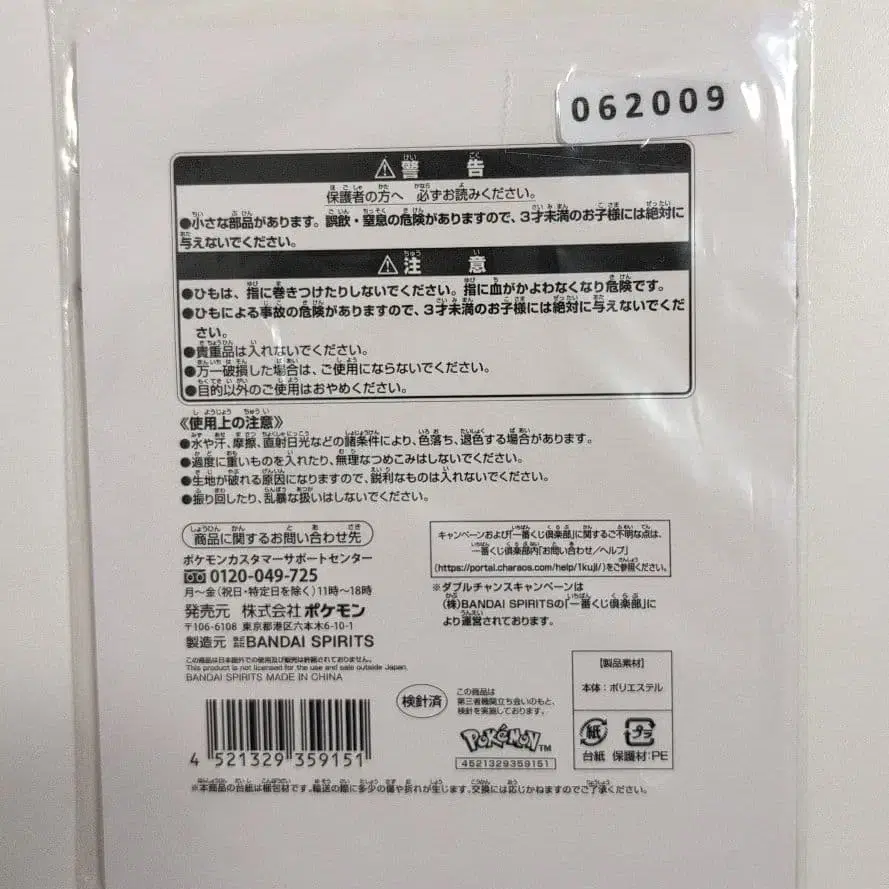 062009
⚠警告
保護者の方へ 必ずお読みください。
●小さな部品があります。誤飲・窒息の危険がありますので、3才未満のお子様には絶対に
与えないでください。
⚠注意
●ひもは、指に巻きつけたりしないでください。指に血がかよわなくなり危険です。
●ひもによる事故の危険がありますので、3才未満のお子様には絶対に与えないでくだ
さい。
●貴重品は入れないでください。
●万一破損した場合は、ご使用にならないでください。
●目的以外のご使用はおやめください。
《使用上の注意》
●水や汗、摩擦、直射日光などの諸条件により、色落ち、退色する場合があります。
●過度に重いものを入れたり、無理なつめこみはしないでください。
●生地が破れる原因になりますので、鋭利なものは入れないでください。
●振り回したり、乱暴な扱いはしないでください。
商品に関するお問い合わせ先
ポケモンカスタマーサポートセンター
0120-049-725
月〜金(祝日・特定日を除く)11時〜18時
発売元 株式会社ポケモン
〒106-6108 東京都港区六本木6-10-1
製造元 株式会社BANDAI SPIRITS
この商品は日本国外での使用及び販売は許諾されておりません。
This product is not licensed for the use and sale outside Japan.
BANDAI SPIRITS MADE IN CHINA
キャンペーンおよび「一番くじ倶楽部」に関するご不明な点は、
一番くじ倶楽部内「お問い合わせ/ヘルプ」
(https://portal.charaos.com/help/1kuji/)をご参照ください。
※ダブルチャンスキャンペーンは
(株)BANDAI SPIRITSの「一番くじ倶楽部」に
より運営されております。
【製品素材】
本体:ポリエステル
紙
プラ
台紙 保護材:PE
検針済
この商品は
第三者機関立ち会いのもと、
検針を実施しております。
POKéMON™
4521329359151
4 521329 359151
※本商品の台紙は梱包材です。輸送の際に多少の傷や折れが生じます。交換には応じかねますのでご了承ください。